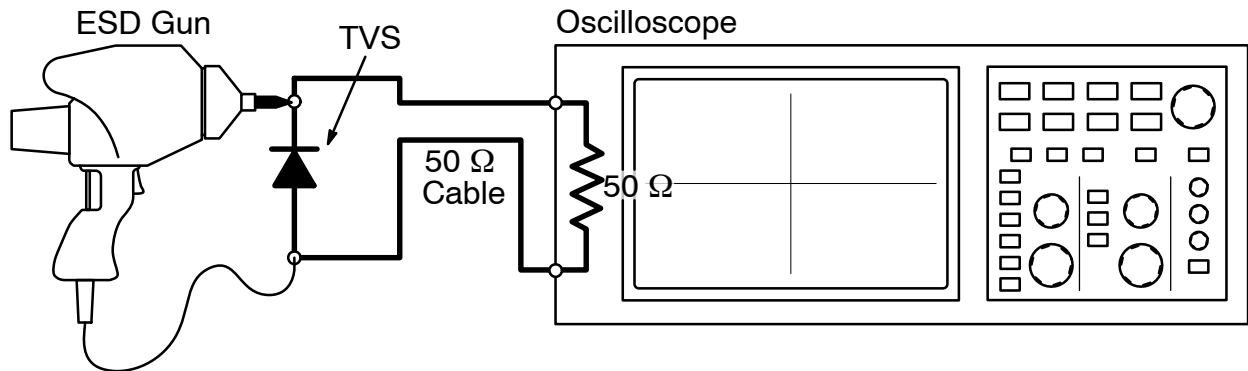 ESD Gun
TVS
Oscilloscope
50 Ω
Cable
50 Ω